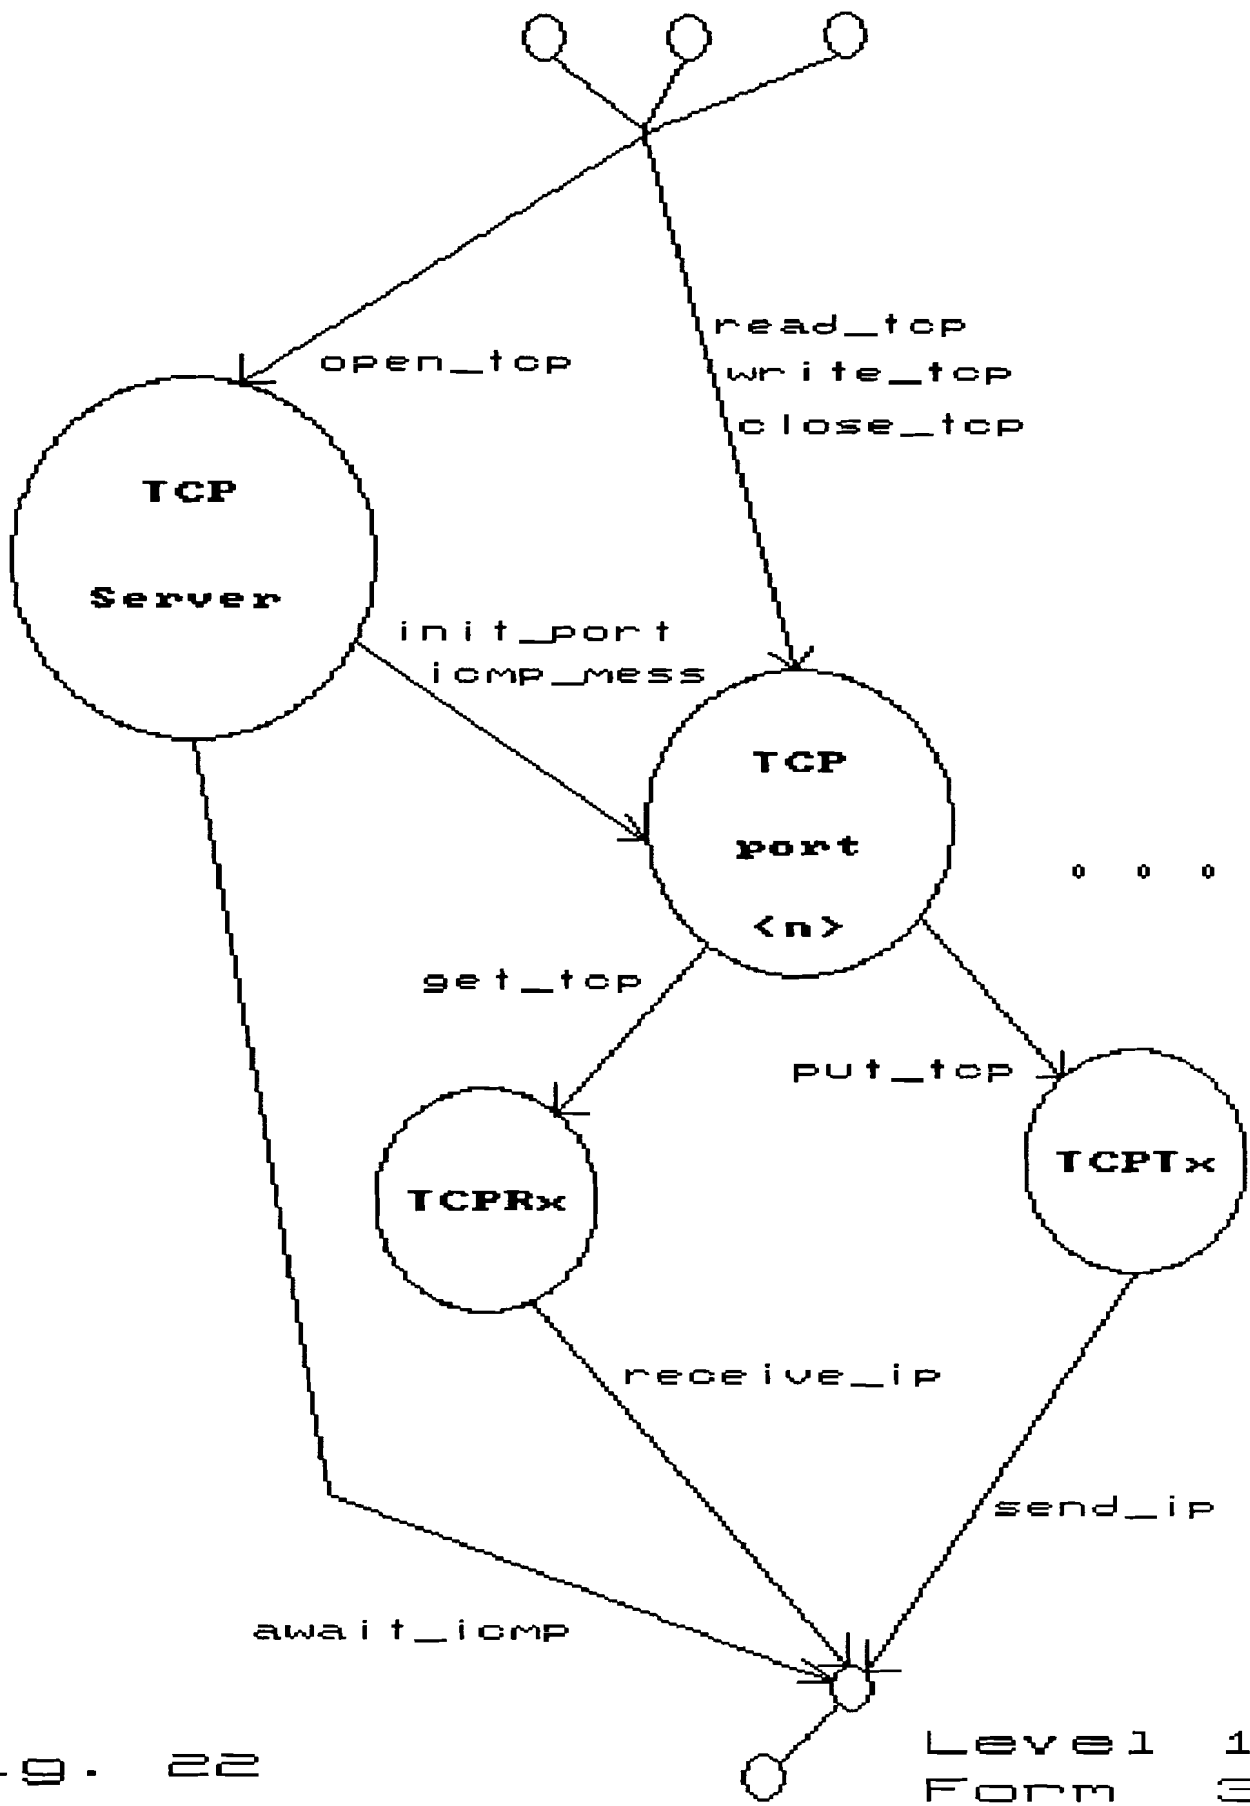 read_tcp
open_tcp
write_tcp
close_tcp
TCP
Server
init_port
icmp_mess
TCP
port
<n>
get_tcp
put_tcp
TCPTx
TCPRx
receive_ip
send_ip
await_icmp
Level 1
Form 3
ig. 22